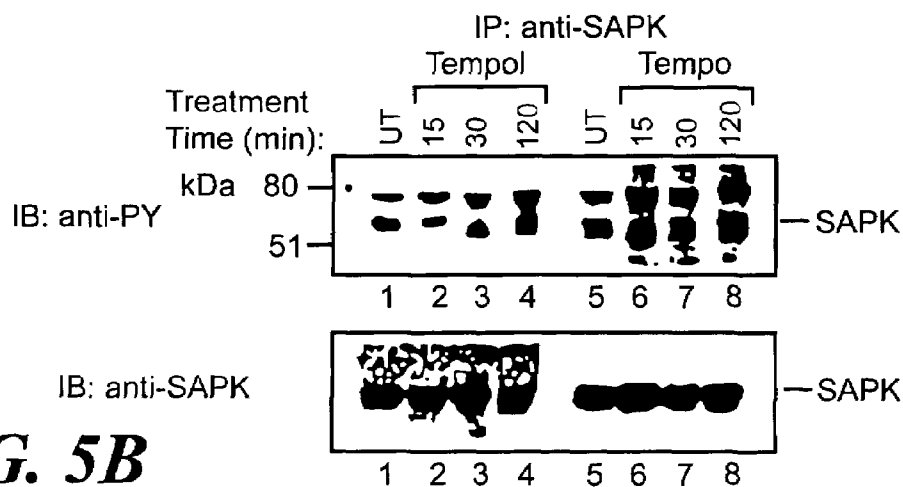 IP: anti-SAPK
Tempol Tempo
Treatment
Time (min): UT 15 30 120 UT 15 30 120
kDa 80
IB: anti-PY SAPK
51
1 2 3 4 5 6 7 8
IB: anti-SAPK SAPK
G. 5B
1 2 3 4 5 6 7 8